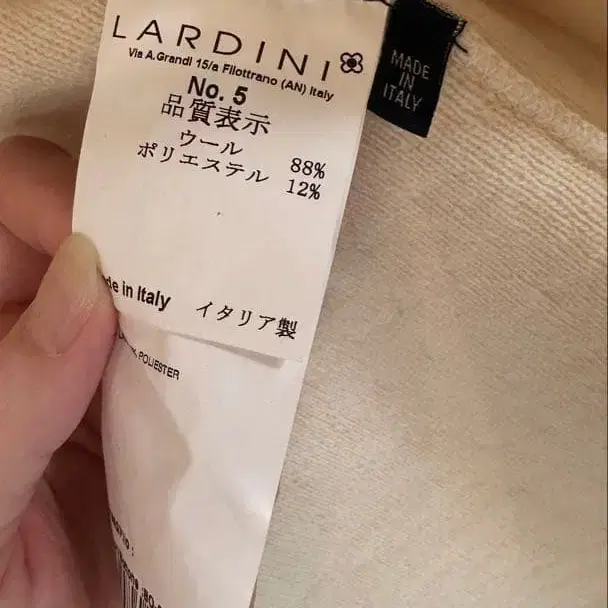 LARDINI
Via A.Grandi 15/a Filottrano (AN) Italy
No. 5
品質表示
ウール 88%
ポリエステル 12%
de in Italy
イタリア製
POLIESTER
MADE
IN
ITALY